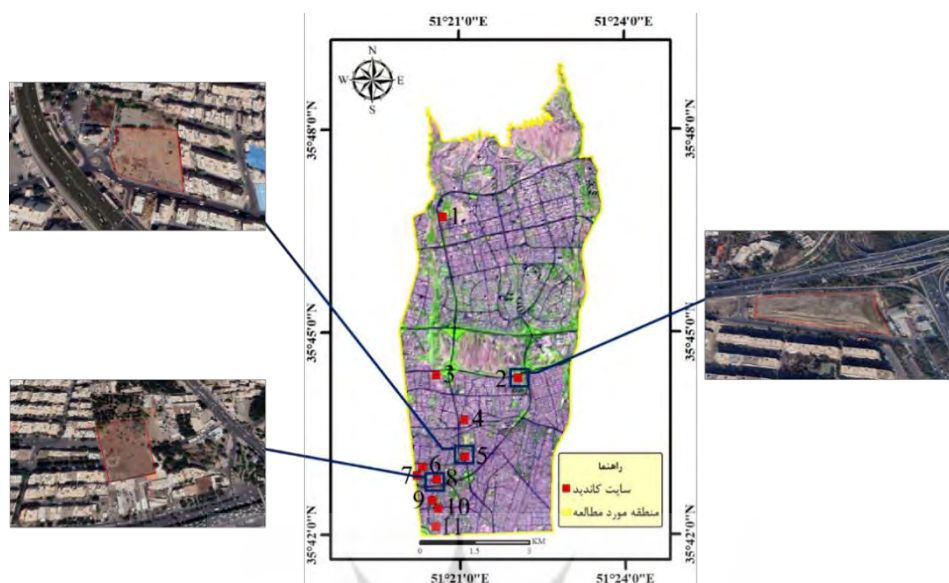 51°21'0"E 51°24'0"E
N
W E
S
35°48'0"N 35°48'0"N
1
35°45'0"N 35°45'0"N
3 2
4
5
7 6
8
9 10
11
راهنما
سایت کاندید
منطقه مورد مطالعه
35°42'0"N 35°42'0"N
KM
0 1.5 3
51°21'0"E 51°24'0"E